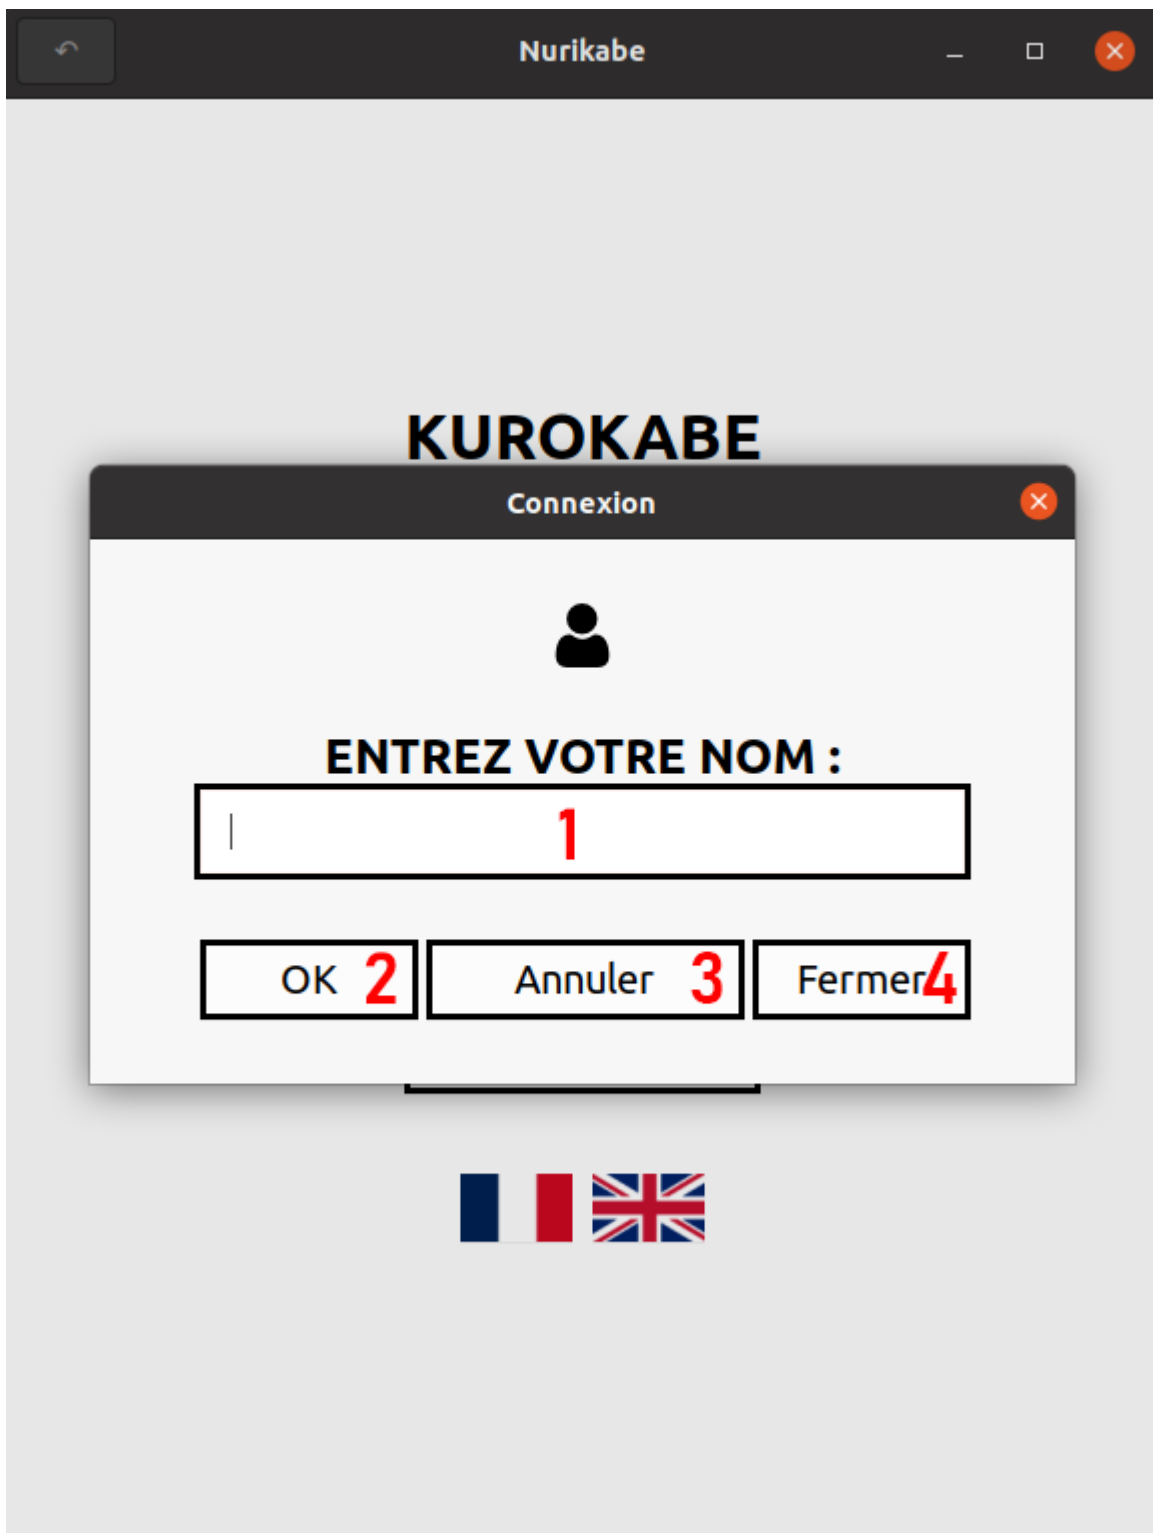 Nurikabe
KUROKABE
Connexion
ENTREZ VOTRE NOM :
1
OK 2 Annuler 3 Fermer 4